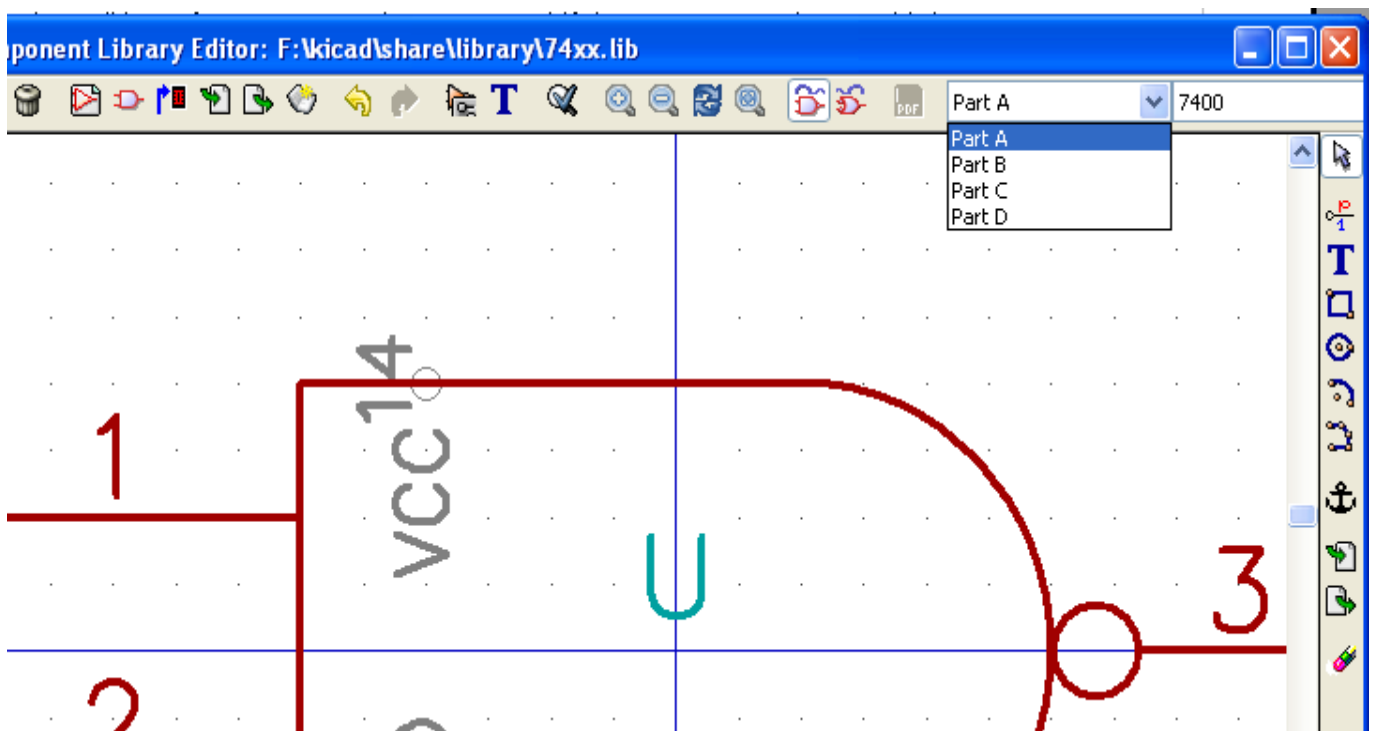 ponent Library Editor: F:\kicad\share\library\74xx.lib
T PDF Part A 7400
Part A
Part B
Part C
Part D
T
14
VCC
1
U
3
2